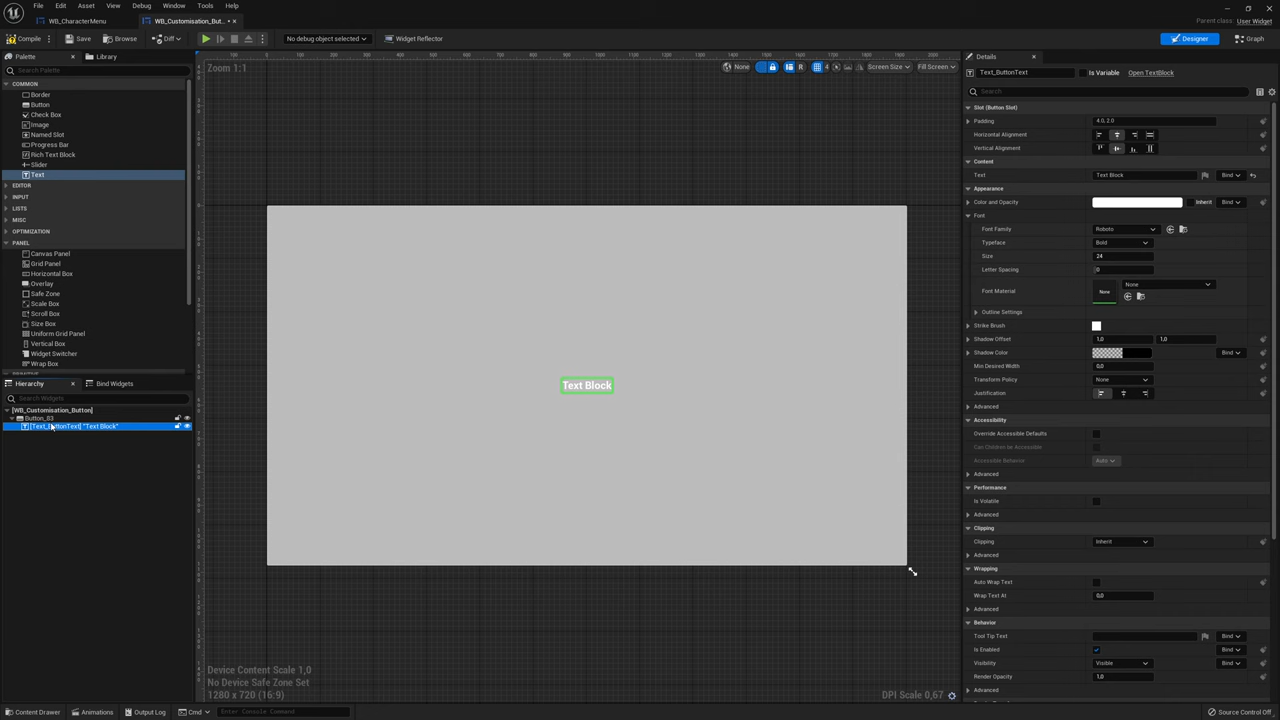 File Edit Asset View Debug Window Tools Help
WB_CharacterMenu
WB_Customisation_But...
Parent class: User Widget
Compile
Save
Browse
Diff
No debug object selected
Widget Reflector
Designer
Graph
Palette
Library
Search Palette
COMMON
Border
Button
Check Box
Image
Named Slot
Progress Bar
Rich Text Block
Slider
Text
EDITOR
INPUT
LISTS
MISC
OPTIMIZATION
PANEL
Canvas Panel
Grid Panel
Horizontal Box
Overlay
Safe Zone
Scale Box
Scroll Box
Size Box
Uniform Grid Panel
Vertical Box
Widget Switcher
Wrap Box
Hierarchy
Bind Widgets
Search Widgets
[WB_Customisation_Button]
Button_83
[Text_ButtonText] "Text Block"
Zoom 1:1
None
R
4
Screen Size
Fill Screen
Text Block
Device Content Scale 1,0
No Device Safe Zone Set
1280 x 720 (16:9)
DPI Scale 0,67
Details
Text_ButtonText
Is Variable
Open TextBlock
Search
Slot (Button Slot)
Padding 4.0, 2.0
Horizontal Alignment
Vertical Alignment
Content
Text Text Block Bind
Appearance
Color and Opacity Inherit Bind
Font
Font Family Roboto
Typeface Bold
Size 24
Letter Spacing 0
Font Material None None
Outline Settings
Strike Brush
Shadow Offset 1,0 1,0
Shadow Color Bind
Min Desired Width 0,0
Transform Policy None
Justification
Advanced
Accessibility
Override Accessible Defaults
Can Children be Accessible
Accessible Behavior Auto
Advanced
Performance
Is Volatile
Advanced
Clipping
Clipping Inherit
Advanced
Wrapping
Auto Wrap Text
Wrap Text At 0,0
Advanced
Behavior
Tool Tip Text Bind
Is Enabled Bind
Visibility Visible Bind
Render Opacity 1,0
Advanced
Content Drawer
Animations
Output Log
Cmd
Enter Console Command
Source Control Off